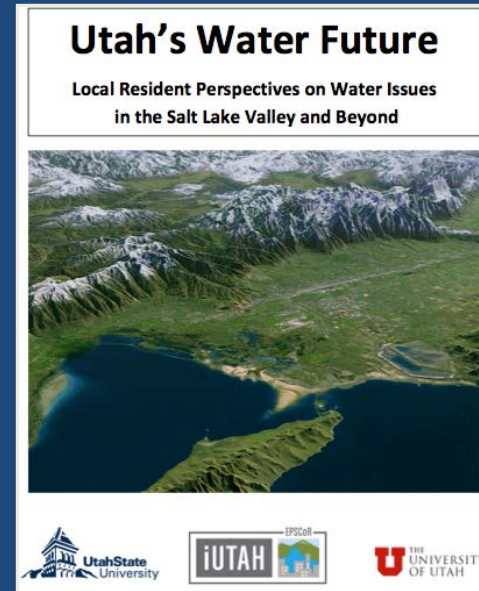 Utah's Water Future
Local Resident Perspectives on Water Issues
in the Salt Lake Valley and Beyond
UtahState
University
EPSCoR
iUTAH
U
THE
UNIVERSITY
OF UTAH